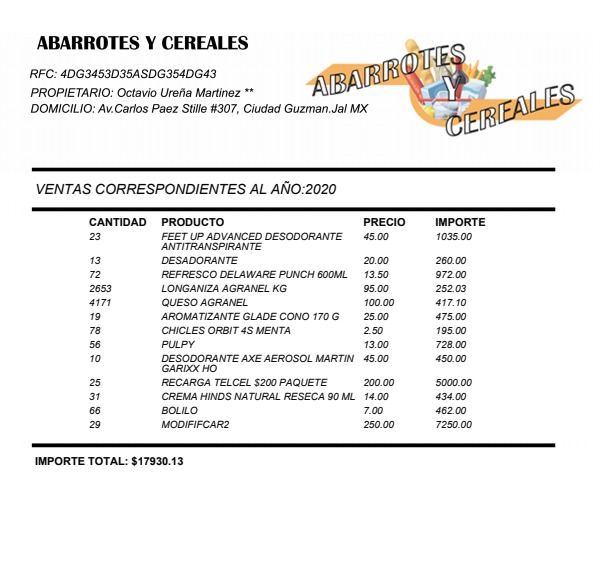 ABARROTES Y CEREALES
RFC: 4DG3453D35ASDG354DG43
PROPIETARIO: Octavio Ureña Martinez **
DOMICILIO: Av.Carlos Paez Stille #307, Ciudad Guzman.Jal MX
ABARROTES
Y
CEREALES
VENTAS CORRESPONDIENTES AL AÑO:2020
CANTIDAD PRODUCTO PRECIO IMPORTE
23 FEET UP ADVANCED DESODORANTE 45.00 1035.00
ANTITRANSPIRANTE
13 DESADORANTE 20.00 260.00
72 REFRESCO DELAWARE PUNCH 600ML 13.50 972.00
2653 LONGANIZA AGRANEL KG 95.00 252.03
4171 QUESO AGRANEL 100.00 417.10
19 AROMATIZANTE GLADE CONO 170 G 25.00 475.00
78 CHICLES ORBIT 4S MENTA 2.50 195.00
56 PULPY 13.00 728.00
10 DESODORANTE AXE AEROSOL MARTIN 45.00 450.00
GARIXX HO
25 RECARGA TELCEL $200 PAQUETE 200.00 5000.00
31 CREMA HINDS NATURAL RESECA 90 ML 14.00 434.00
66 BOLILO 7.00 462.00
29 MODIFIFCAR2 250.00 7250.00
IMPORTE TOTAL: $17930.13